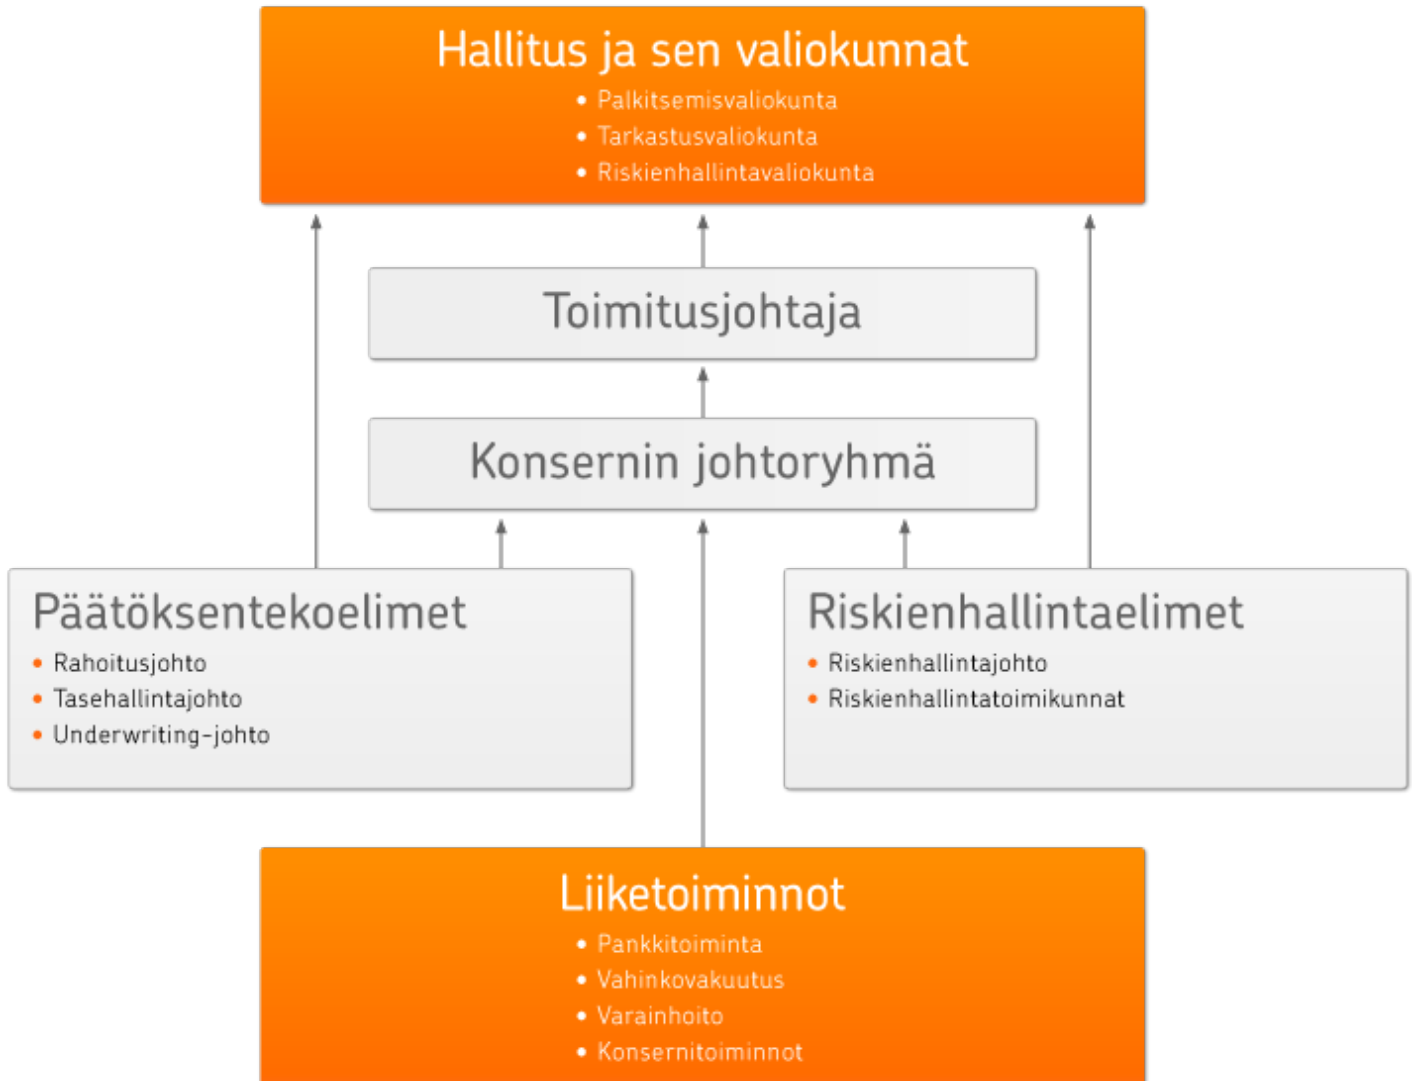 Hallitus ja sen valiokunnat
• Palkitsemisvaliokunta
• Tarkastusvaliokunta
• Riskienhallintavaliokunta
Toimitusjohtaja
Konsernin johtoryhmä
Päätöksentekoelimet
• Rahoitusjohto
• Tasehallintajohto
• Underwriting-johto
Riskienhallintaelimet
• Riskienhallintajohto
• Riskienhallintatoimikunnat
Liiketoiminnot
• Pankkitoiminta
• Vahinkovakuutus
• Varainhoito
• Konsernitoiminnot